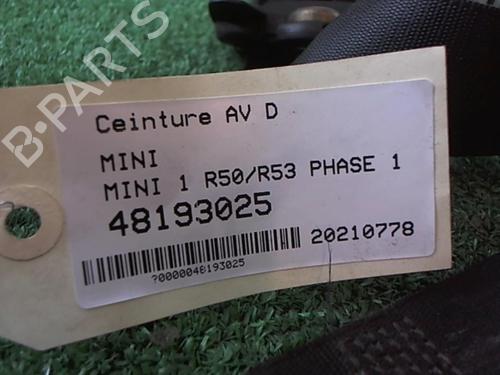 B-PARTS
Ceinture AV D
MINI
MINI 1 R50/R53 PHASE 1
48193025
20210778
?0000048193025